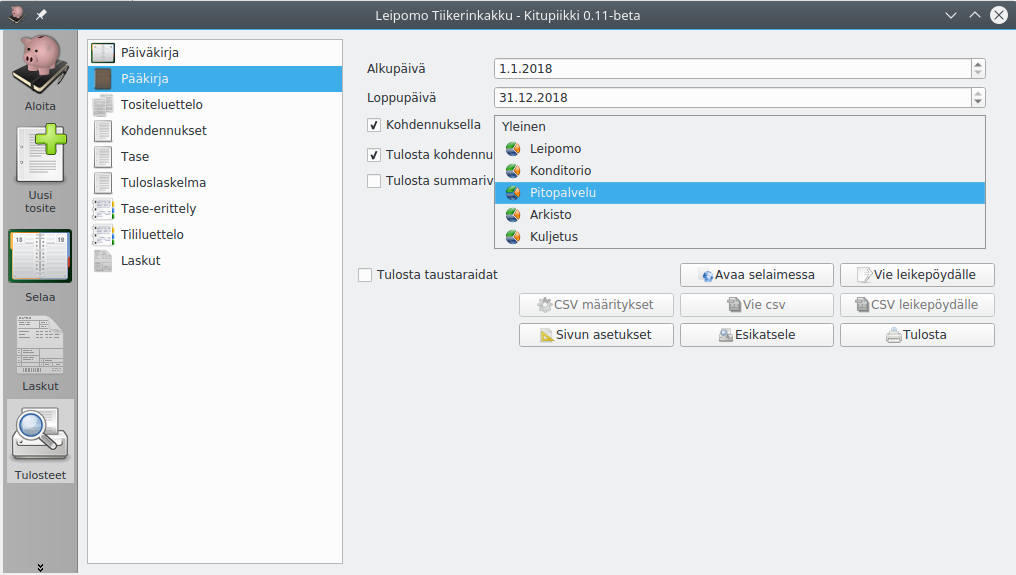 Leipomo Tiikerinkakku - Kitupiikki 0.11-beta
Aloita
Uusi
tosite
18 19
Selaa
Laskut
Tulosteet
Päiväkirja
Pääkirja
Tositeluettelo
Kohdennukset
Tase
Tuloslaskelma
Tase-erittely
Tililuettelo
Laskut
Alkupäivä 1.1.2018
Loppupäivä 31.12.2018
Kohdennuksella
Tulosta kohdennu
Tulosta summariv
Yleinen
Leipomo
Konditorio
Pitopalvelu
Arkisto
Kuljetus
Tulosta taustaraidat
Avaa selaimessa
Vie leikepöydälle
CSV määritykset
Vie csv
CSV leikepöydälle
Sivun asetukset
Esikatsele
Tulosta